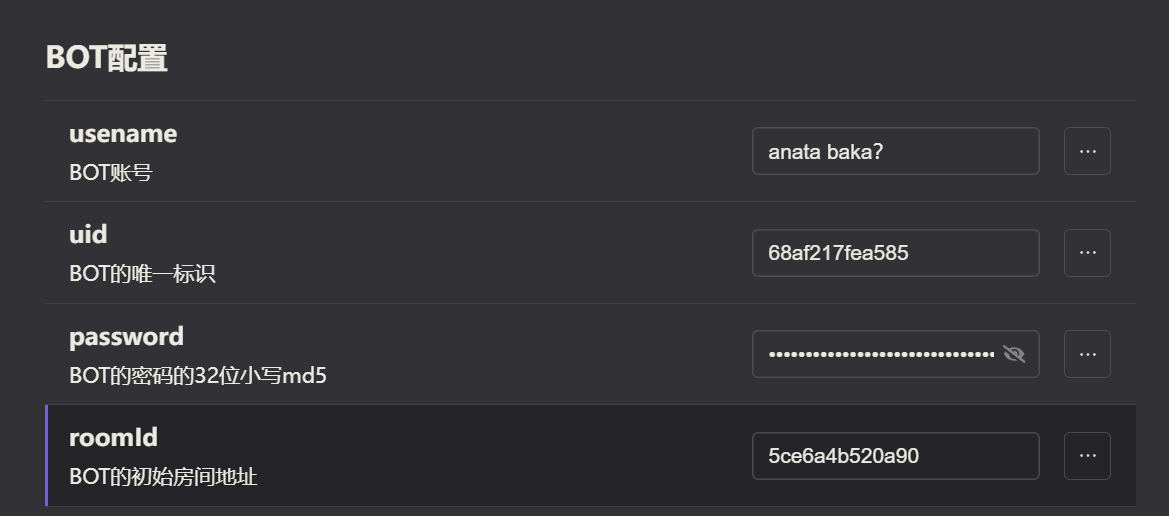 BOT配置
usename
BOT账号
anata baka?
...
uid
BOT的唯一标识
68af217fea585
...
password
BOT的密码的32位小写md5
...
roomId
BOT的初始房间地址
5ce6a4b520a90
...